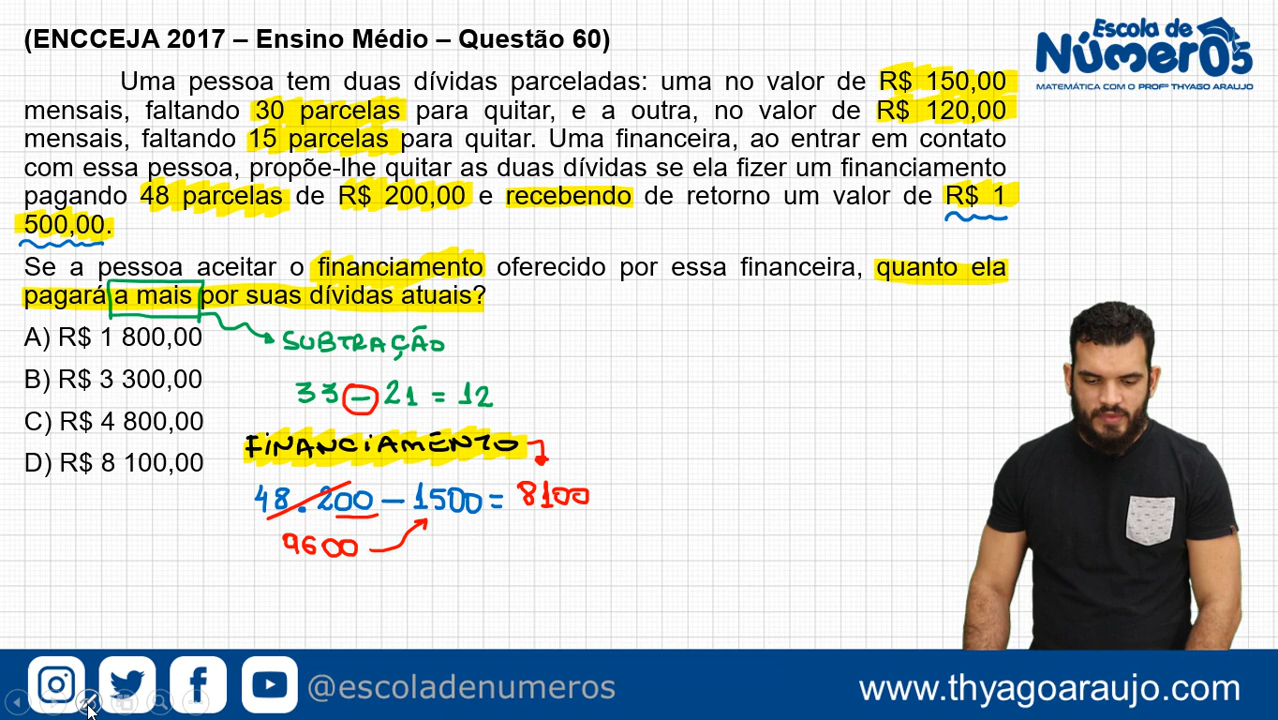 (ENCCEJA 2017 – Ensino Médio – Questão 60)
Escola de
NúmerOs
MATEMÁTICA COM O PROFº THYAGO ARAUJO
Uma pessoa tem duas dívidas parceladas: uma no valor de R$ 150,00
mensais, faltando 30 parcelas para quitar, e a outra, no valor de R$ 120,00
mensais, faltando 15 parcelas para quitar. Uma financeira, ao entrar em contato
com essa pessoa, propõe-lhe quitar as duas dívidas se ela fizer um financiamento
pagando 48 parcelas de R$ 200,00 e recebendo de retorno um valor de R$ 1
500,00.
Se a pessoa aceitar o financiamento oferecido por essa financeira, quanto ela
pagará a mais por suas dívidas atuais?
A) R$ 1 800,00
SUBTRAÇÃO
B) R$ 3 300,00
33 – 21 = 12
C) R$ 4 800,00
FINANCIAMENTO
D) R$ 8 100,00
48.200 – 1500 = 8100
9600
@escoladenumeros
www.thyagoaraujo.com